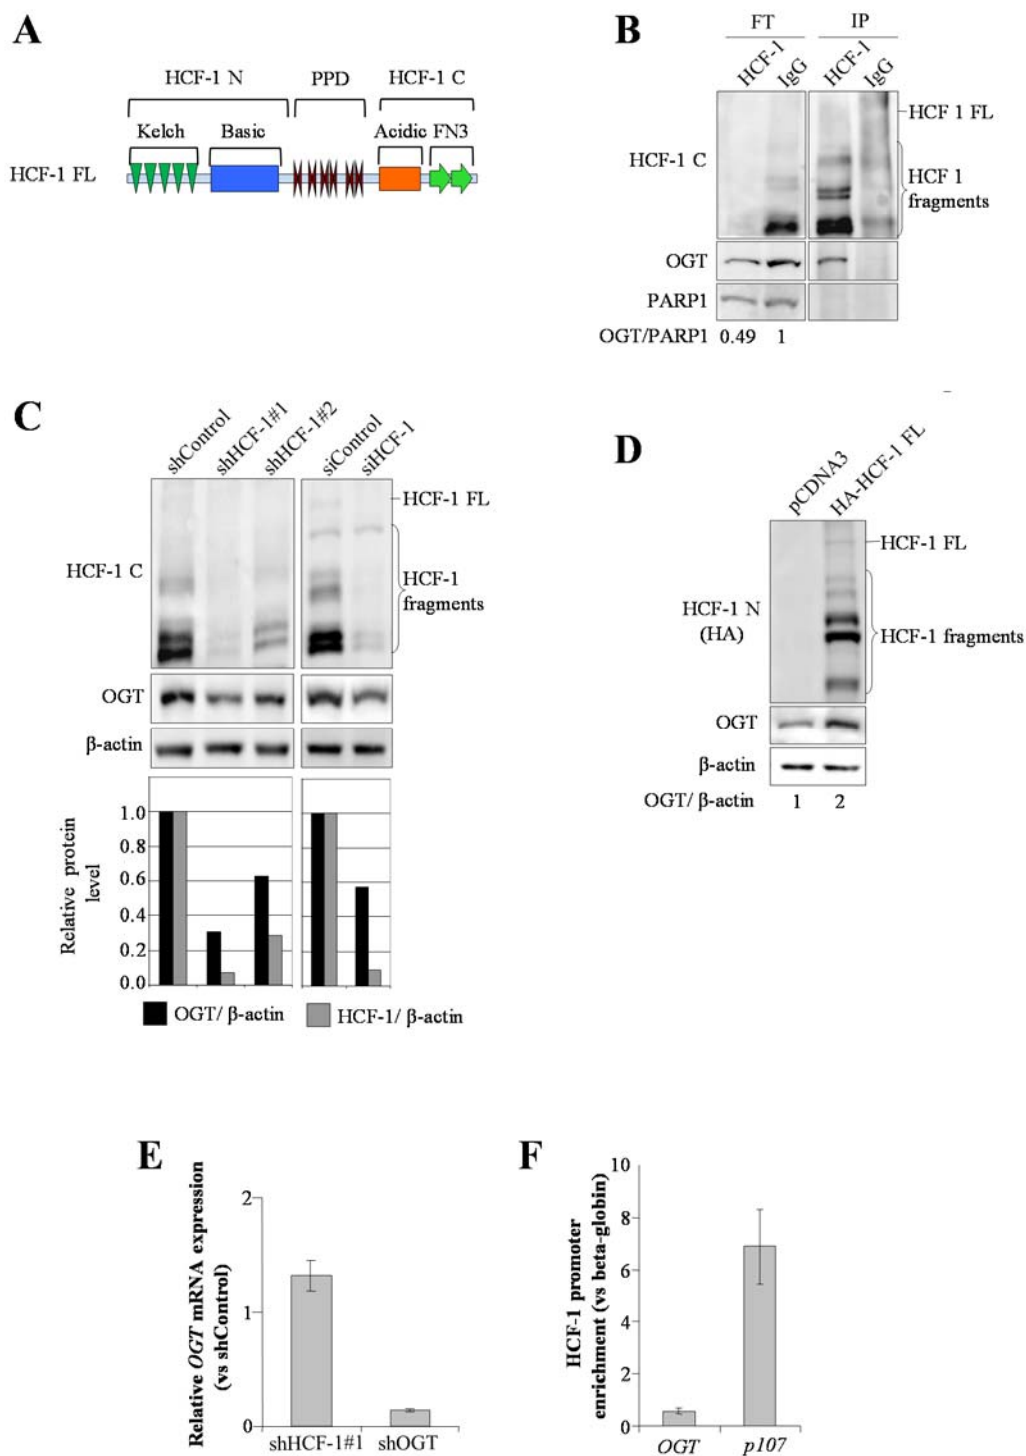 A
HCF-1 N PPD HCF-1 C
Kelch Basic Acidic FN3
HCF-1 FL
B
FT IP
HCF-1 IgG HCF-1 IgG
HCF 1 FL
HCF-1 C
HCF 1
fragments
OGT
PARP1
OGT/PARP1 0.49 1
C
shControl shHCF-1#1 shHCF-1#2 siControl siHCF-1
HCF-1 FL
HCF-1 C
HCF-1
fragments
OGT
β-actin
Relative protein
level
1.0
0.8
0.6
0.4
0.2
0.0
OGT/ β-actin HCF-1/ β-actin
D
pCDNA3 HA-HCF-1 FL
HCF-1 FL
HCF-1 N
(HA)
HCF-1 fragments
OGT
β-actin
OGT/ β-actin 1 2
E
Relative OGT mRNA expression
(vs shControl)
2
1
0
shHCF-1#1 shOGT
F
HCF-1 promoter
enrichment (vs beta-globin)
10
8
6
4
2
0
OGT p107